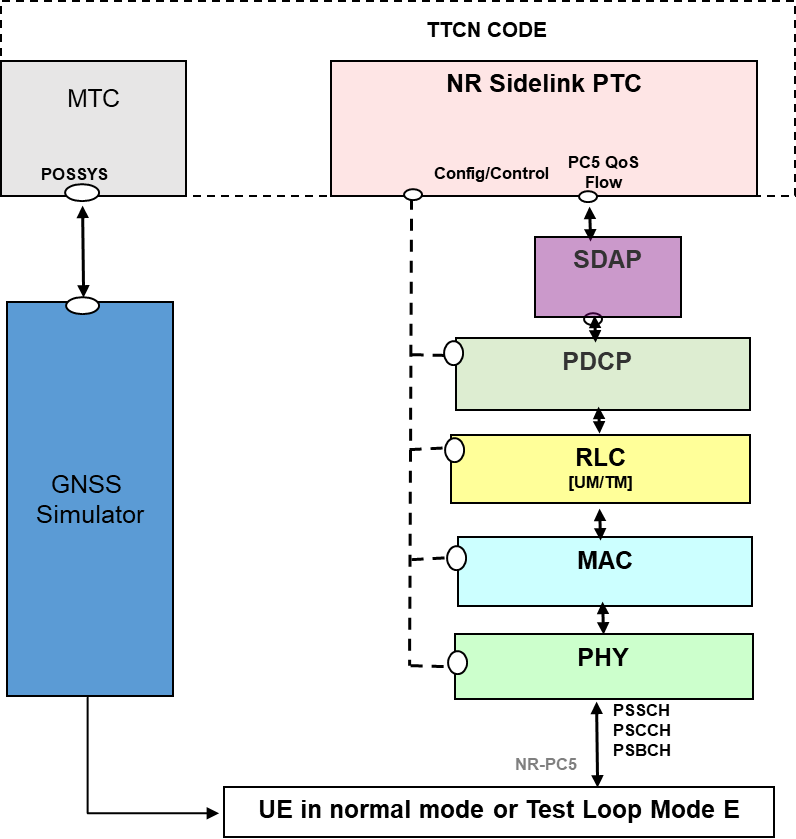 TTCN CODE
MTC
POSSYS
NR Sidelink PTC
Config/Control
PC5 QoS
Flow
SDAP
PDCP
RLC
[UM/TM]
MAC
PHY
GNSS
Simulator
PSSCH
PSCCH
PSBCH
NR-PC5
UE in normal mode or Test Loop Mode E